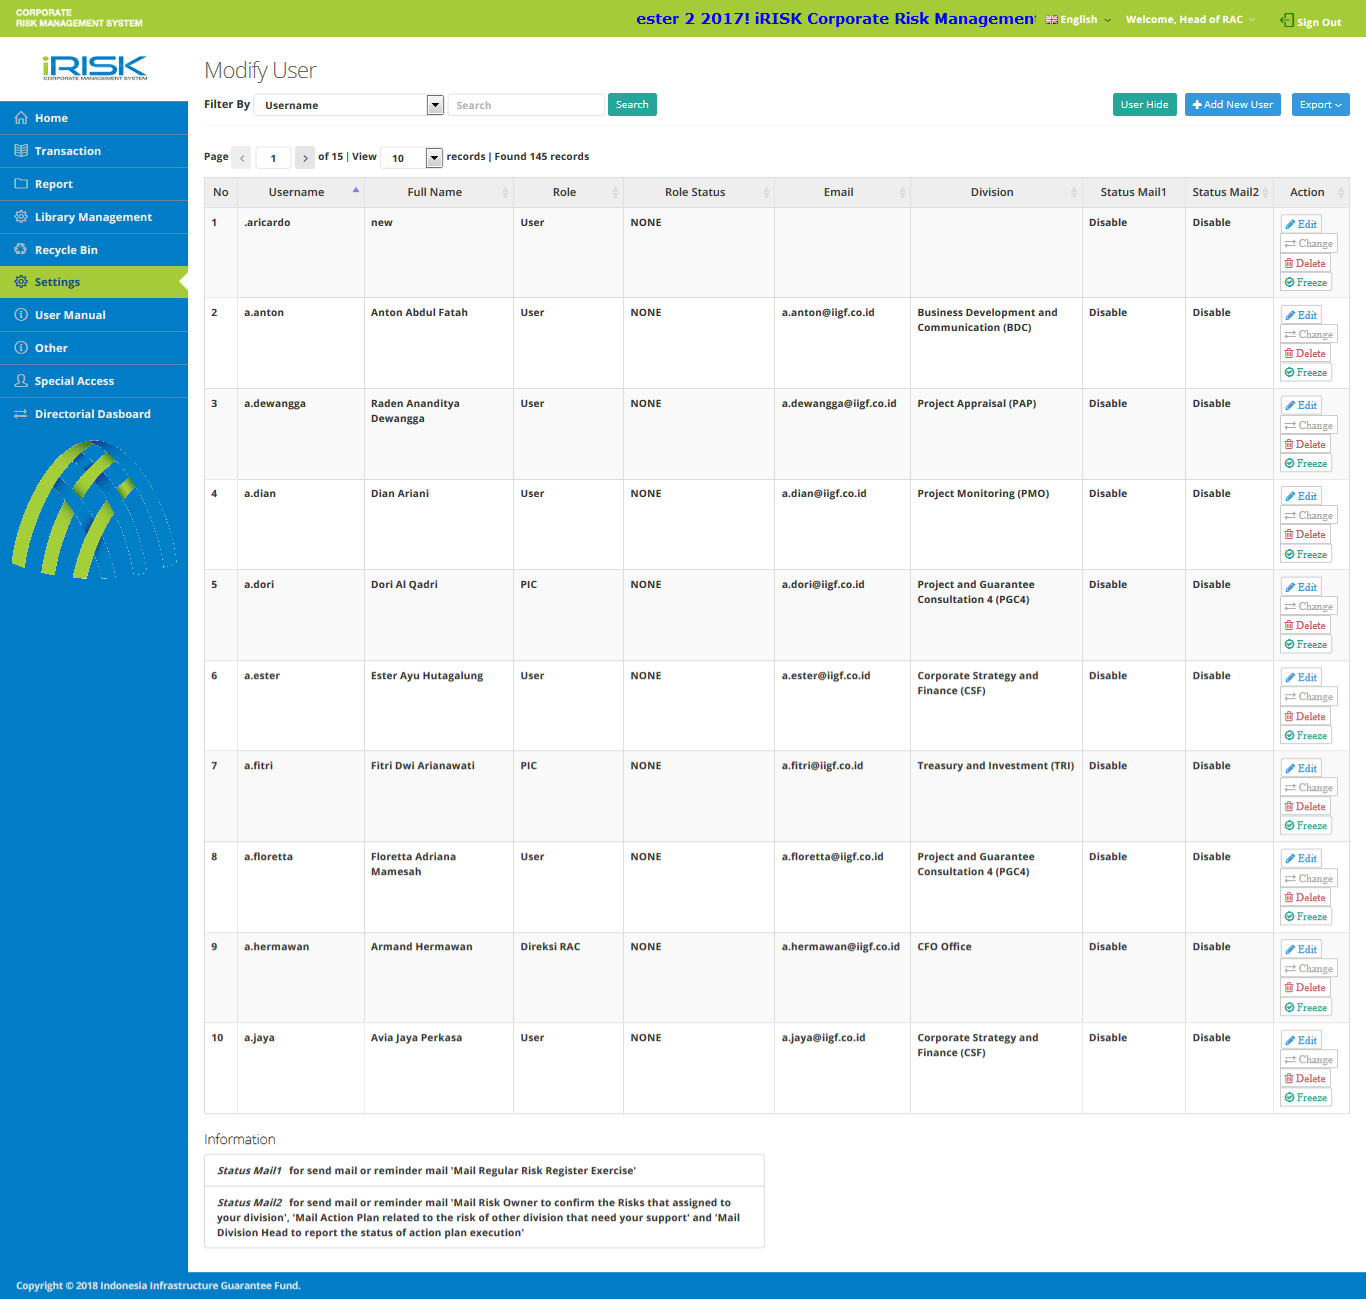 CORPORATE
RISK MANAGEMENT SYSTEM
ester 2 2017! iRISK Corporate Risk Management
English
Welcome, Head of RAC
Sign Out
iRISK
CORPORATE MANAGEMENT SYSTEM
Home
Transaction
Report
Library Management
Recycle Bin
Settings
User Manual
Other
Special Access
Directorial Dasboard
Modify User
Filter By Username Search Search
User Hide Add New User Export
Page 1 of 15 | View 10 records | Found 145 records
No Username Full Name Role Role Status Email Division Status Mail1 Status Mail2 Action
1 .aricardo new User NONE Disable Disable Edit
Change
Delete
Freeze
2 a.anton Anton Abdul Fatah User NONE a.anton@iigf.co.id Business Development and Disable Disable Edit
Communication (BDC) Change
Delete
Freeze
3 a.dewangga Raden Ananditya User NONE a.dewangga@iigf.co.id Project Appraisal (PAP) Disable Disable Edit
Dewangga Change
Delete
Freeze
4 a.dian Dian Ariani User NONE a.dian@iigf.co.id Project Monitoring (PMO) Disable Disable Edit
Change
Delete
Freeze
5 a.dori Dori Al Qadri PIC NONE a.dori@iigf.co.id Project and Guarantee Disable Disable Edit
Consultation 4 (PGC4) Change
Delete
Freeze
6 a.ester Ester Ayu Hutagalung User NONE a.ester@iigf.co.id Corporate Strategy and Disable Disable Edit
Finance (CSF) Change
Delete
Freeze
7 a.fitri Fitri Dwi Arianawati PIC NONE a.fitri@iigf.co.id Treasury and Investment (TRI) Disable Disable Edit
Change
Delete
Freeze
8 a.floretta Floretta Adriana User NONE a.floretta@iigf.co.id Project and Guarantee Disable Disable Edit
Mamesah Consultation 4 (PGC4) Change
Delete
Freeze
9 a.hermawan Armand Hermawan Direksi RAC NONE a.hermawan@iigf.co.id CFO Office Disable Disable Edit
Change
Delete
Freeze
10 a.jaya Avia Jaya Perkasa User NONE a.jaya@iigf.co.id Corporate Strategy and Disable Disable Edit
Finance (CSF) Change
Delete
Freeze
Information
Status Mail1 for send mail or reminder mail 'Mail Regular Risk Register Exercise'
Status Mail2 for send mail or reminder mail 'Mail Risk Owner to confirm the Risks that assigned to
your division', 'Mail Action Plan related to the risk of other division that need your support' and 'Mail
Division Head to report the status of action plan execution'
Copyright © 2018 Indonesia Infrastructure Guarantee Fund.